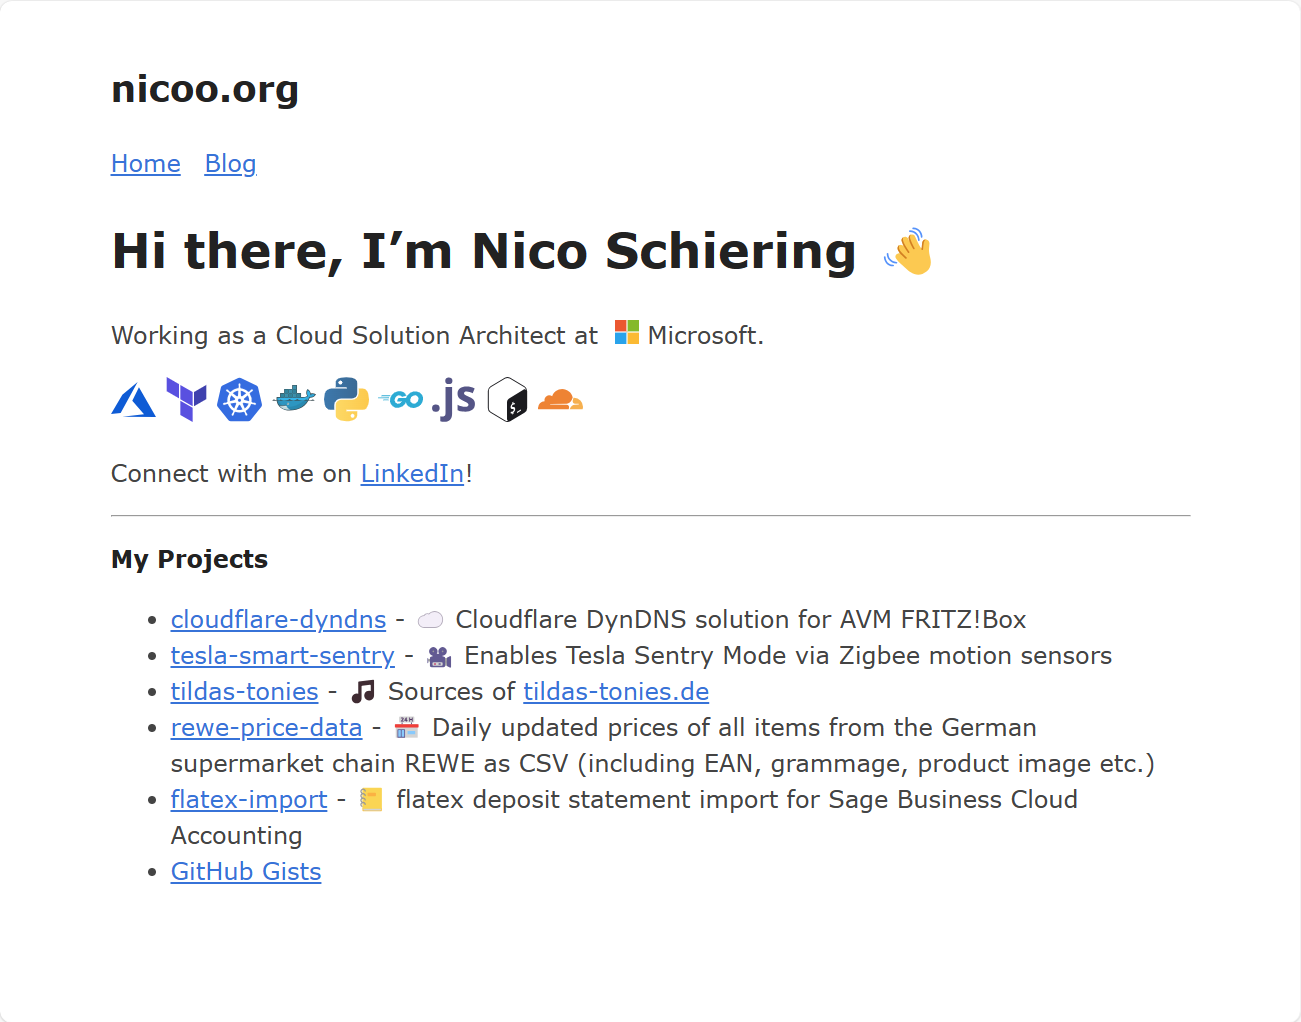 nicoo.org
Home Blog
Hi there, I’m Nico Schiering 👋
Working as a Cloud Solution Architect at Microsoft.
GO .js $_
Connect with me on LinkedIn!
My Projects
• cloudflare-dyndns - ☁️ Cloudflare DynDNS solution for AVM FRITZ!Box
• tesla-smart-sentry - 🎥 Enables Tesla Sentry Mode via Zigbee motion sensors
• tildas-tonies - 🎵 Sources of tildas-tonies.de
• rewe-price-data - 🏪 Daily updated prices of all items from the German
supermarket chain REWE as CSV (including EAN, grammage, product image etc.)
• flatex-import - 📒 flatex deposit statement import for Sage Business Cloud
Accounting
• GitHub Gists